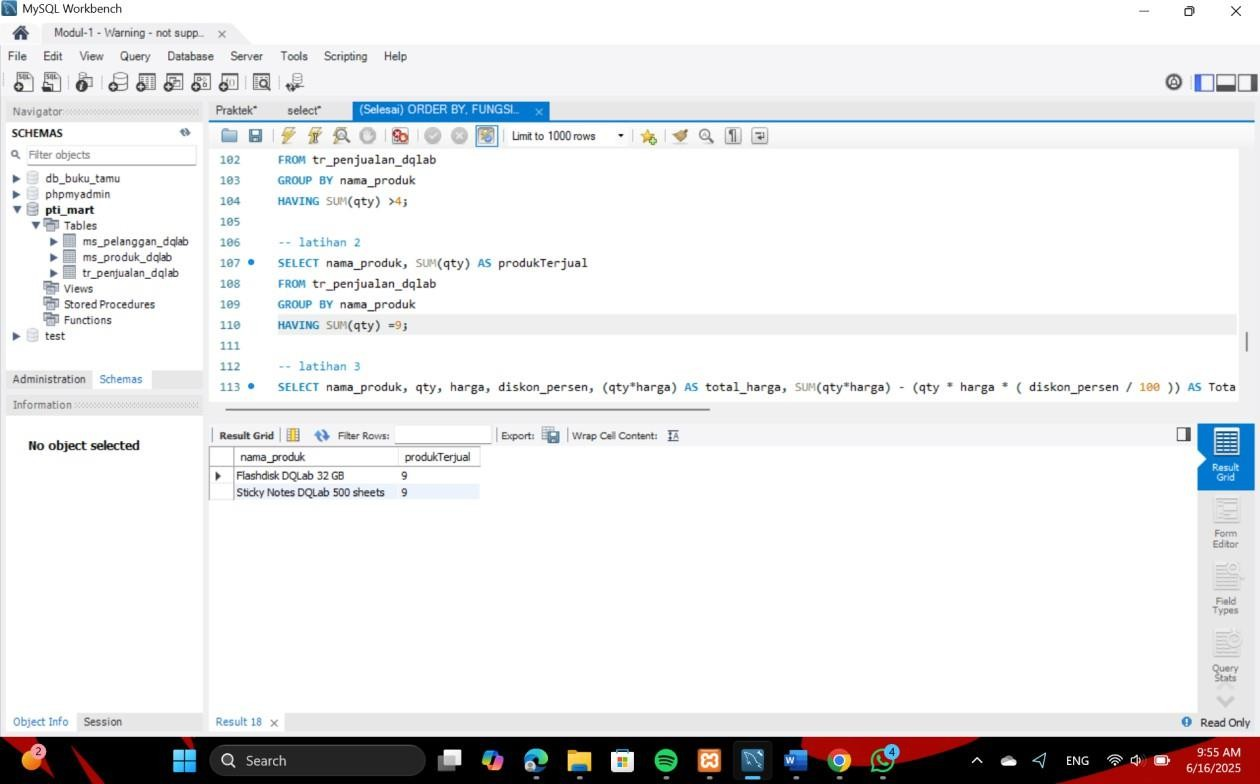 MySQL Workbench
Modul-1 - Warning - not supp..
File Edit View Query Database Server Tools Scripting Help
Navigator
Praktek* select* (Selesai) ORDER BY, FUNGSI...
SCHEMAS
Filter objects
Limit to 1000 rows
db_buku_tamu
phpmyadmin
pti_mart
Tables
ms_pelanggan_dqlab
ms_produk_dqlab
tr_penjualan_dqlab
Views
Stored Procedures
Functions
test
Administration Schemas
Information
No object selected
Object Info Session
102 FROM tr_penjualan_dqlab
103 GROUP BY nama_produk
104 HAVING SUM(qty) >4;
105
106 -- latihan 2
107 SELECT nama_produk, SUM(qty) AS produkTerjual
108 FROM tr_penjualan_dqlab
109 GROUP BY nama_produk
110 HAVING SUM(qty) =9;
111
112 -- latihan 3
113 SELECT nama_produk, qty, harga, diskon_persen, (qty*harga) AS total_harga, SUM(qty*harga) - (qty * harga * ( diskon_persen / 100 )) AS Tota
Result Grid Filter Rows: Export: Wrap Cell Content: IA
nama_produk produkTerjual
Flashdisk DQLab 32 GB 9
Sticky Notes DQLab 500 sheets 9
Result Grid
Form Editor
Field Types
Query Stats
Result 18
Read Only
2
Search
4
ENG
9:55 AM
6/16/2025